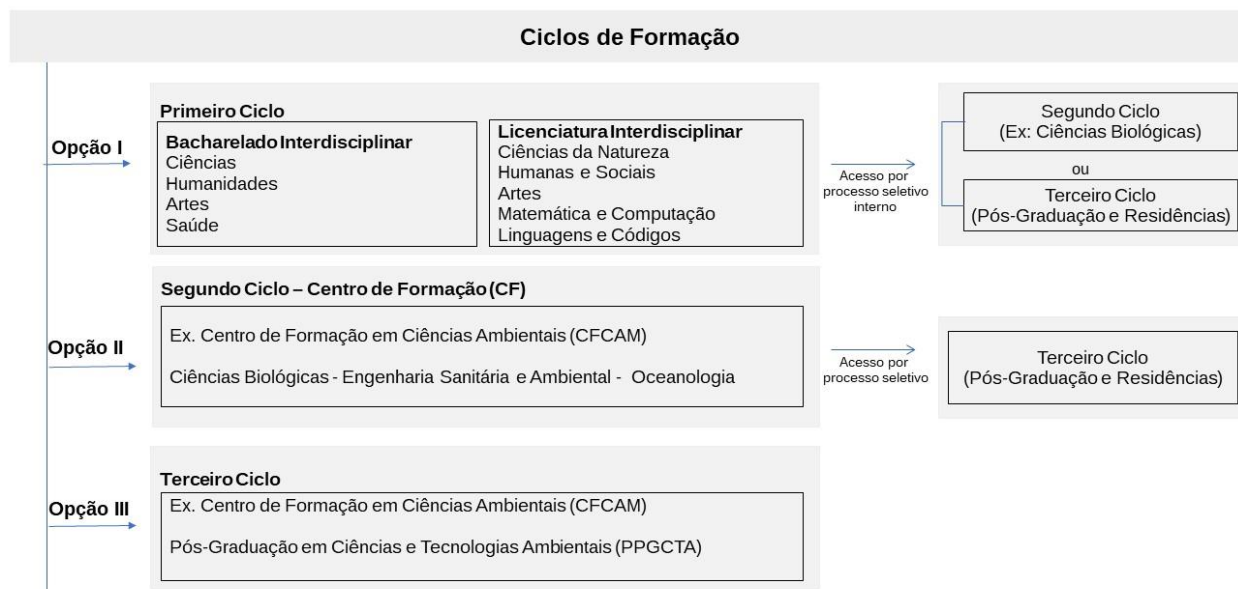 Ciclos de Formação
Opção I
Primeiro Ciclo
Bacharelado Interdisciplinar
Ciências
Humanidades
Artes
Saúde
Licenciatura Interdisciplinar
Ciências da Natureza
Humanas e Sociais
Artes
Matemática e Computação
Linguagens e Códigos
Acesso por
processo seletivo
interno
Segundo Ciclo
(Ex: Ciências Biológicas)
ou
Terceiro Ciclo
(Pós-Graduação e Residências)
Opção II
Segundo Ciclo – Centro de Formação (CF)
Ex. Centro de Formação em Ciências Ambientais (CFCAM)
Ciências Biológicas - Engenharia Sanitária e Ambiental - Oceanologia
Acesso por
processo seletivo
Terceiro Ciclo
(Pós-Graduação e Residências)
Opção III
Terceiro Ciclo
Ex. Centro de Formação em Ciências Ambientais (CFCAM)
Pós-Graduação em Ciências e Tecnologias Ambientais (PPGCTA)